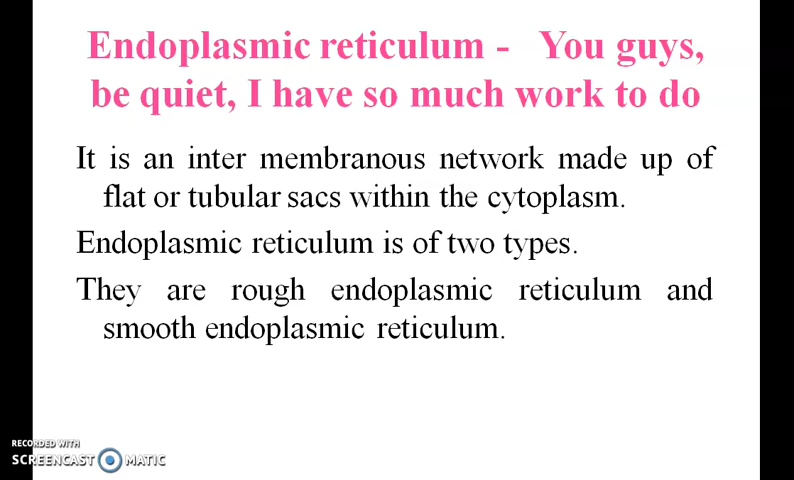 Endoplasmic reticulum - You guys,
be quiet, I have so much work to do
It is an inter membranous network made up of
flat or tubular sacs within the cytoplasm.
Endoplasmic reticulum is of two types.
They are rough endoplasmic reticulum and
smooth endoplasmic reticulum.
RECORDED WITH
SCREENCAST MATIC